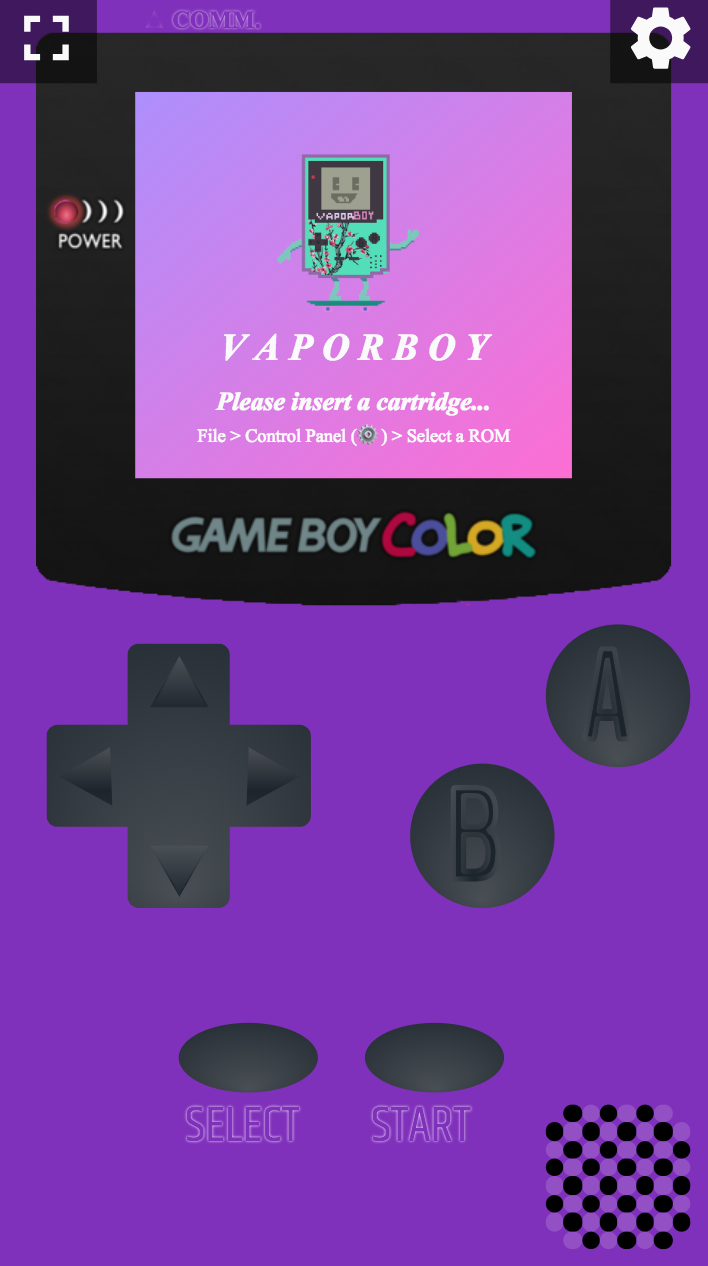 COMM.
POWER
VAPORBOY
VAPORBOY
Please insert a cartridge...
File > Control Panel ( ) > Select a ROM
GAME BOY COLOR
A
B
SELECT START